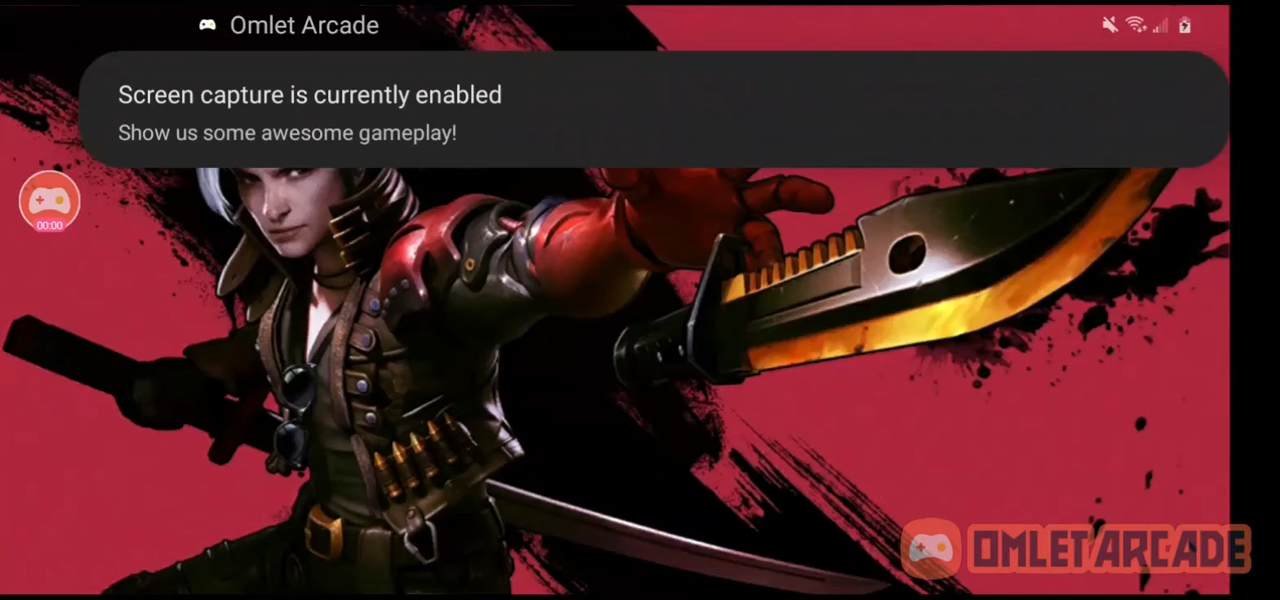 Omlet Arcade
Screen capture is currently enabled
Show us some awesome gameplay!
00:00
OMLET ARCADE